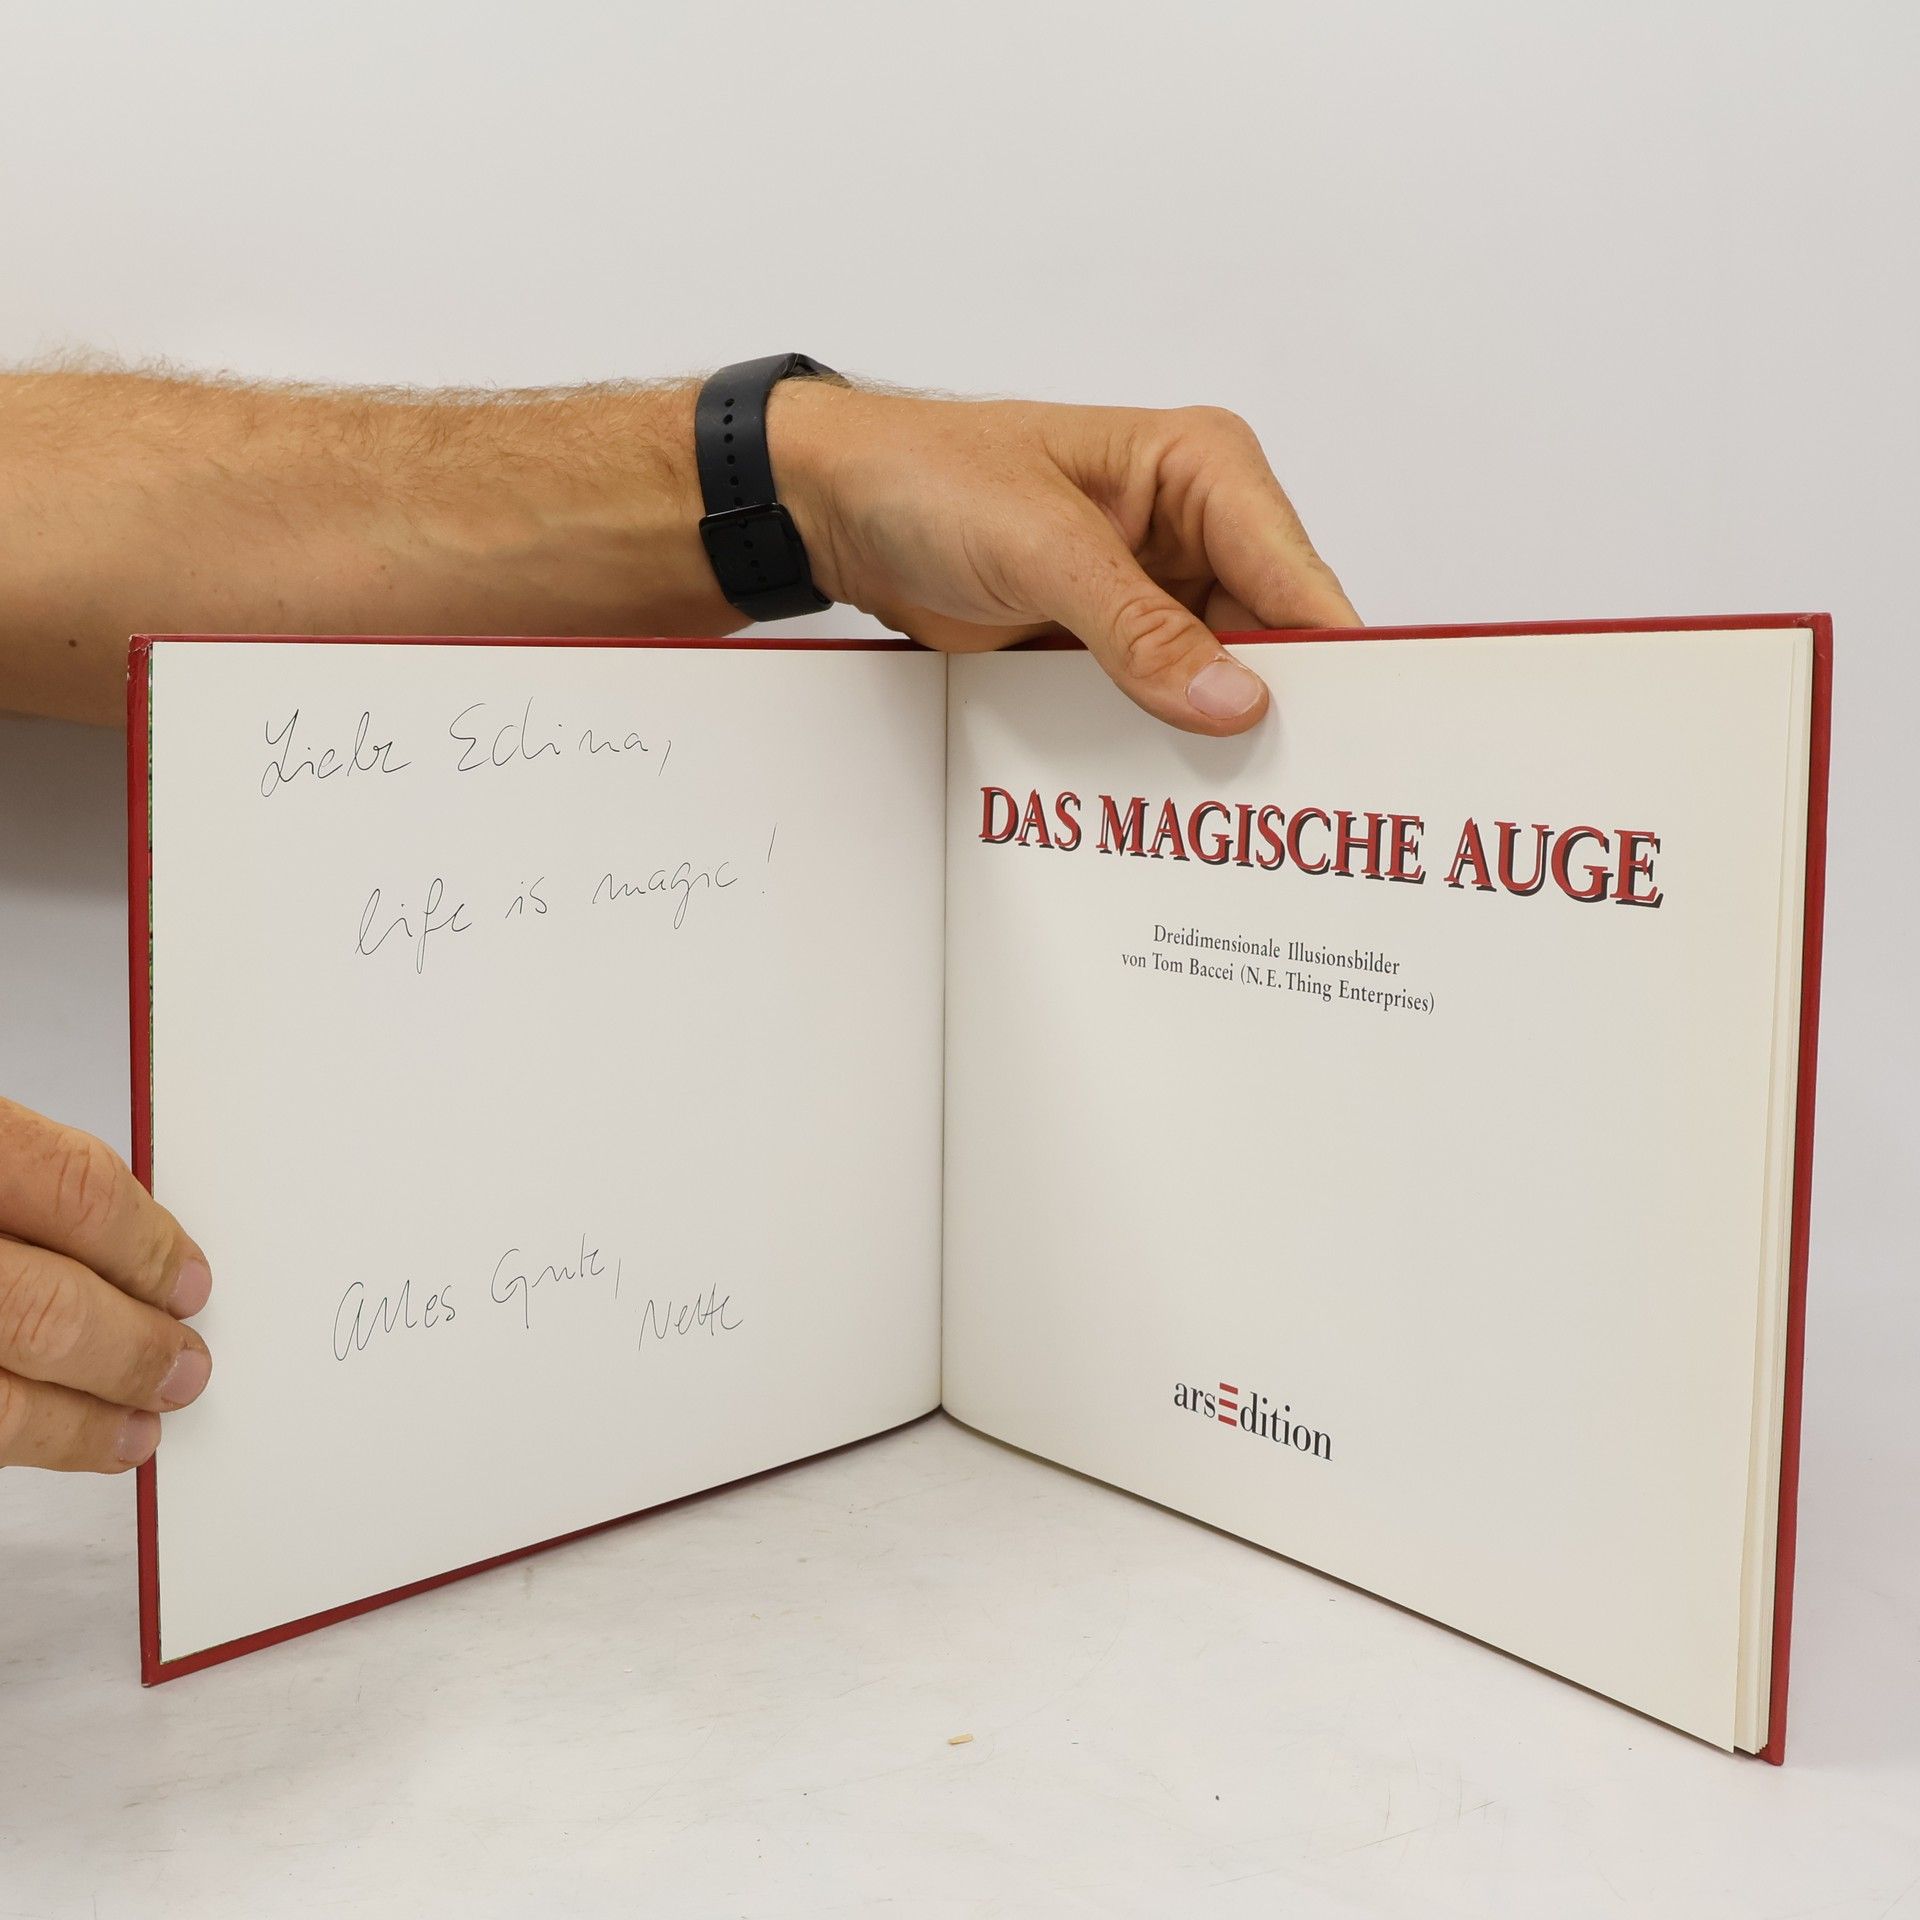 Liebe Edina,
life is magic!
Alles Gute,
Nette
DAS MAGISCHE AUGE
Dreidimensionale Illusionsbilder
von Tom Baccei (N. E. Thing Enterprises)
arsEdition